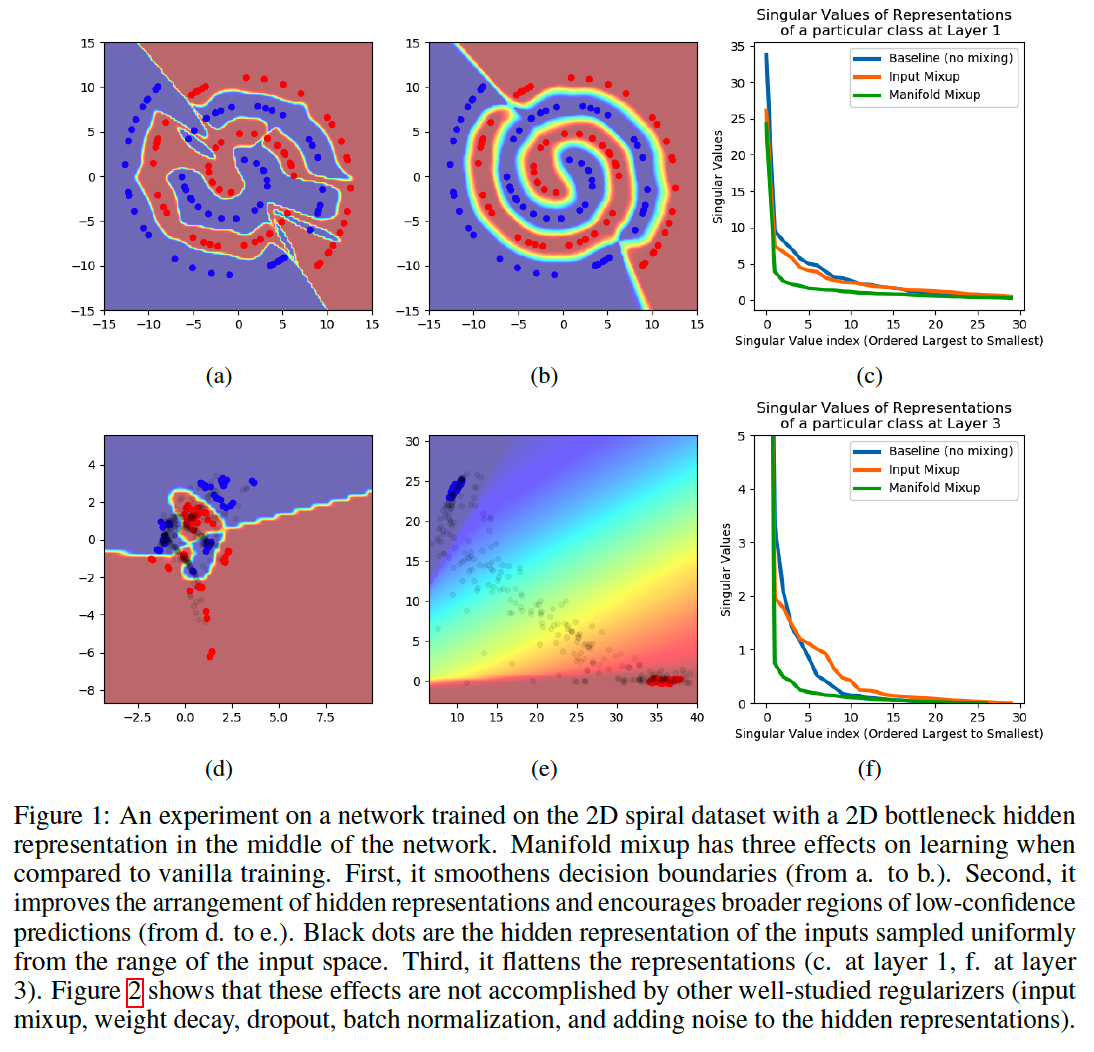 Singular Values of Representations
of a particular class at Layer 1
15
10
5
0
−5
−10
−15
−15 −10 −5 0 5 10 15
(a)
15
10
5
0
−5
−10
−15
−15 −10 −5 0 5 10 15
(b)
Singular Values
35
30
25
20
15
10
5
0
Baseline (no mixing)
Input Mixup
Manifold Mixup
0 5 10 15 20 25 30
Singular Value index (Ordered Largest to Smallest)
(c)
Singular Values of Representations
of a particular class at Layer 3
4
2
0
−2
−4
−6
−8
−2.5 0.0 2.5 5.0 7.5
(d)
30
25
20
15
10
5
0
10 15 20 25 30 35 40
(e)
Singular Values
5
4
3
2
1
0
Baseline (no mixing)
Input Mixup
Manifold Mixup
0 5 10 15 20 25 30
Singular Value index (Ordered Largest to Smallest)
(f)
Figure 1: An experiment on a network trained on the 2D spiral dataset with a 2D bottleneck hidden
representation in the middle of the network. Manifold mixup has three effects on learning when
compared to vanilla training. First, it smoothens decision boundaries (from a. to b.). Second, it
improves the arrangement of hidden representations and encourages broader regions of low-confidence
predictions (from d. to e.). Black dots are the hidden representation of the inputs sampled uniformly
from the range of the input space. Third, it flattens the representations (c. at layer 1, f. at layer
3). Figure 2 shows that these effects are not accomplished by other well-studied regularizers (input
mixup, weight decay, dropout, batch normalization, and adding noise to the hidden representations).